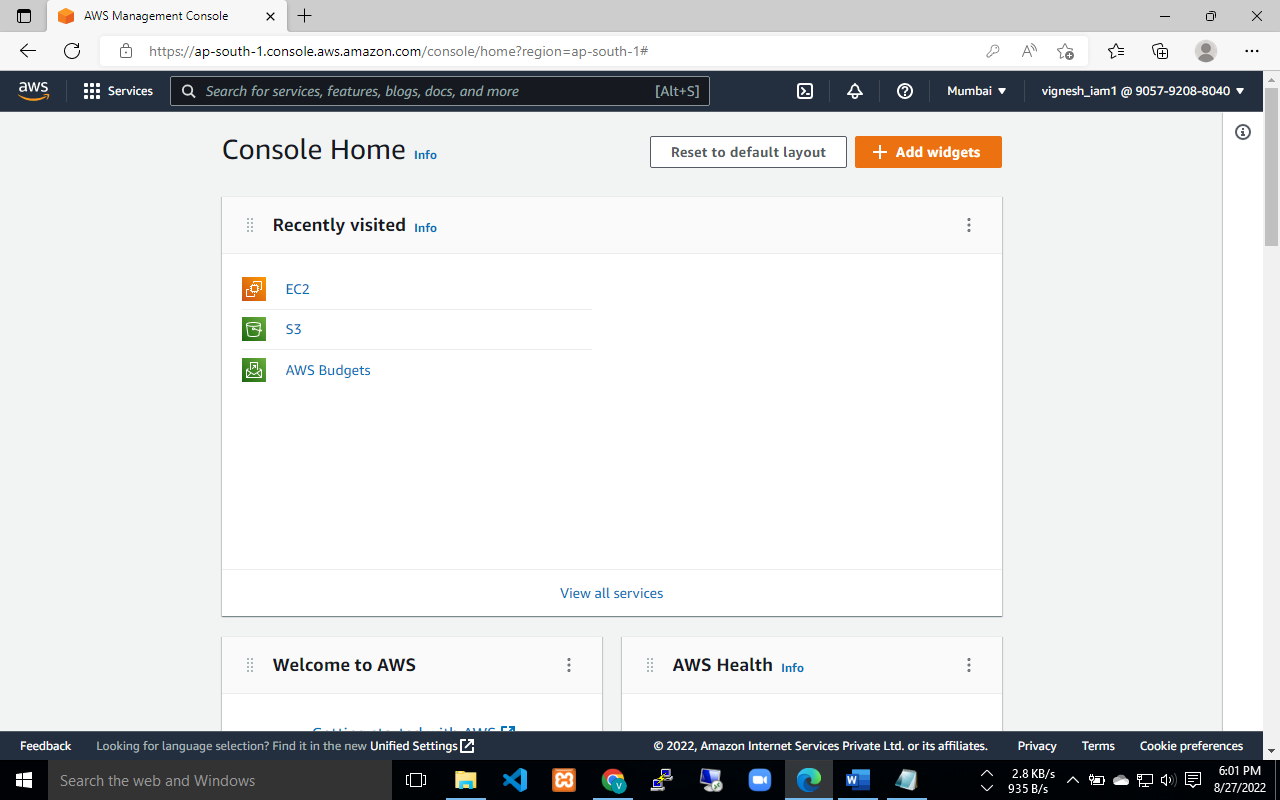 AWS Management Console
https://ap-south-1.console.aws.amazon.com/console/home?region=ap-south-1#
aws
Services
Search for services, features, blogs, docs, and more
[Alt+S]
Mumbai
vignesh_iam1 @ 9057-9208-8040
Console Home Info
Reset to default layout
Add widgets
Recently visited Info
EC2
S3
AWS Budgets
View all services
Welcome to AWS
AWS Health Info
Getting started with AWS
Feedback
Looking for language selection? Find it in the new Unified Settings
© 2022, Amazon Internet Services Private Ltd. or its affiliates.
Privacy
Terms
Cookie preferences
Search the web and Windows
2.8 KB/s
935 B/s
6:01 PM
8/27/2022